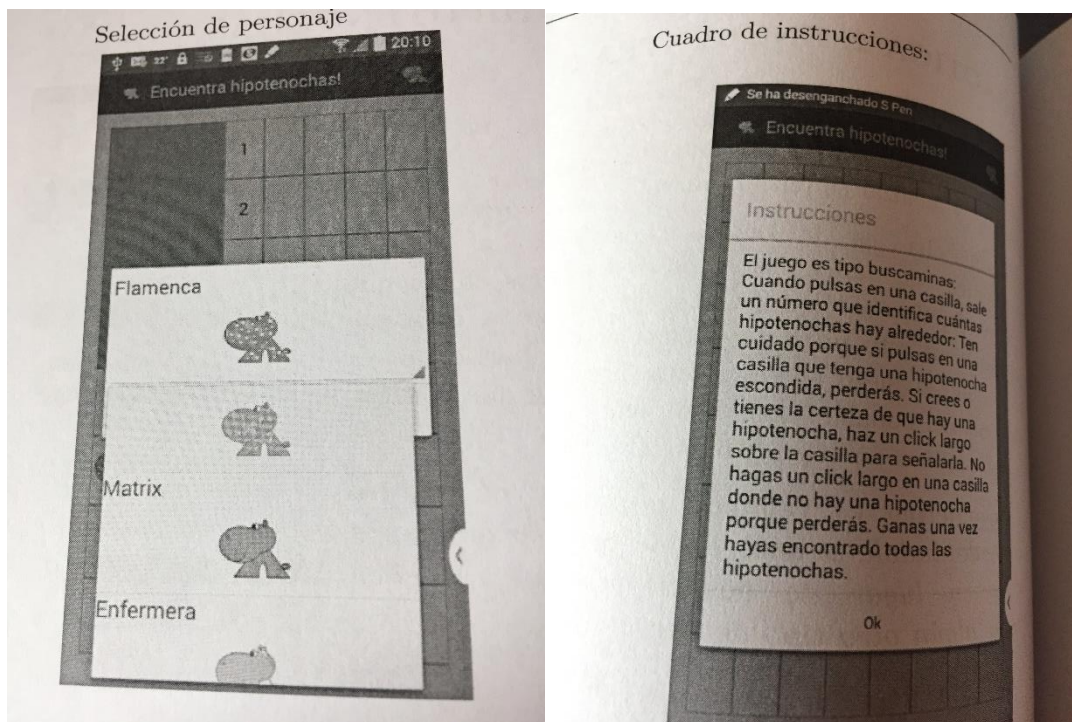 Selección de personaje
20:10
Encuentra hipotenochas!
1
2
Flamenca
Matrix
Enfermera
Cuadro de instrucciones:
Se ha desenganchado S Pen
Encuentra hipotenochas!
Instrucciones
El juego es tipo buscaminas:
Cuando pulsas en una casilla, sale
un número que identifica cuántas
hipotenochas hay alrededor: Ten
cuidado porque si pulsas en una
casilla que tenga una hipotenocha
escondida, perderás. Si crees o
tienes la certeza de que hay una
hipotenocha, haz un click largo
sobre la casilla para señalarla. No
hagas un click largo en una casilla
donde no hay una hipotenocha
porque perderás. Ganas una vez
hayas encontrado todas las
hipotenochas.
Ok